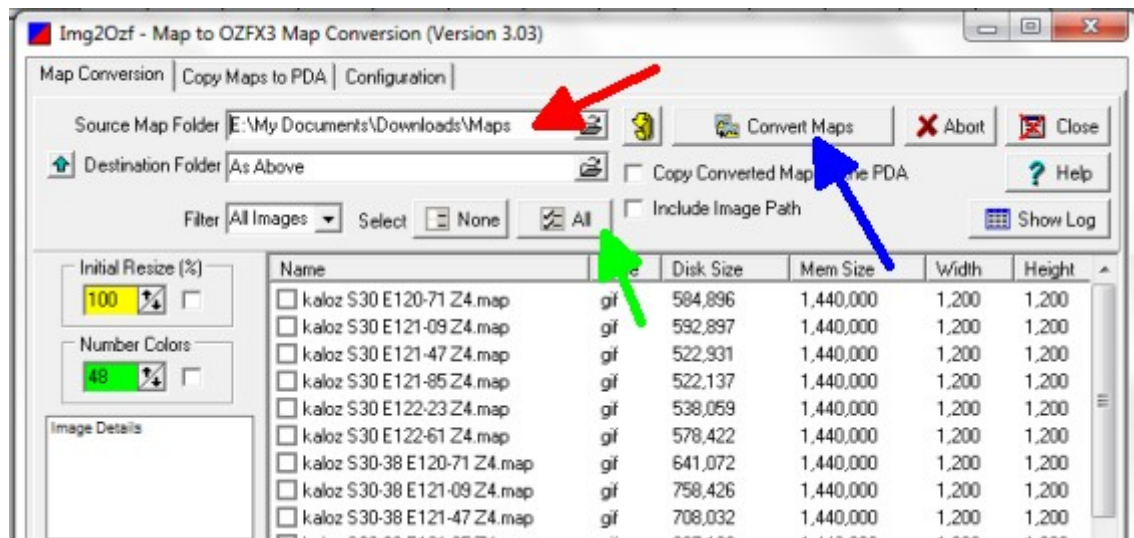 Img2Ozf - Map to OZFX3 Map Conversion (Version 3.03)
Map Conversion Copy Maps to PDA Configuration
Source Map Folder E:\My Documents\Downloads\Maps Convert Maps Abort Close
Destination Folder As Above Copy Converted Map PDA Help
Filter All Images Select None All Include Image Path Show Log
Initial Resize (%) Name Disk Size Mem Size Width Height
100 kaloz S30 E120-71 Z4.map gif 584,896 1,440,000 1,200 1,200
kaloz S30 E121-09 Z4.map gif 592,897 1,440,000 1,200 1,200
Number Colors kaloz S30 E121-47 Z4.map gif 522,931 1,440,000 1,200 1,200
48 kaloz S30 E121-85 Z4.map gif 522,137 1,440,000 1,200 1,200
kaloz S30 E122-23 Z4.map gif 538,059 1,440,000 1,200 1,200
Image Details kaloz S30 E122-61 Z4.map gif 578,422 1,440,000 1,200 1,200
kaloz S30-38 E120-71 Z4.map gif 641,072 1,440,000 1,200 1,200
kaloz S30-38 E121-09 Z4.map gif 758,426 1,440,000 1,200 1,200
kaloz S30-38 E121-47 Z4.map gif 708,032 1,440,000 1,200 1,200